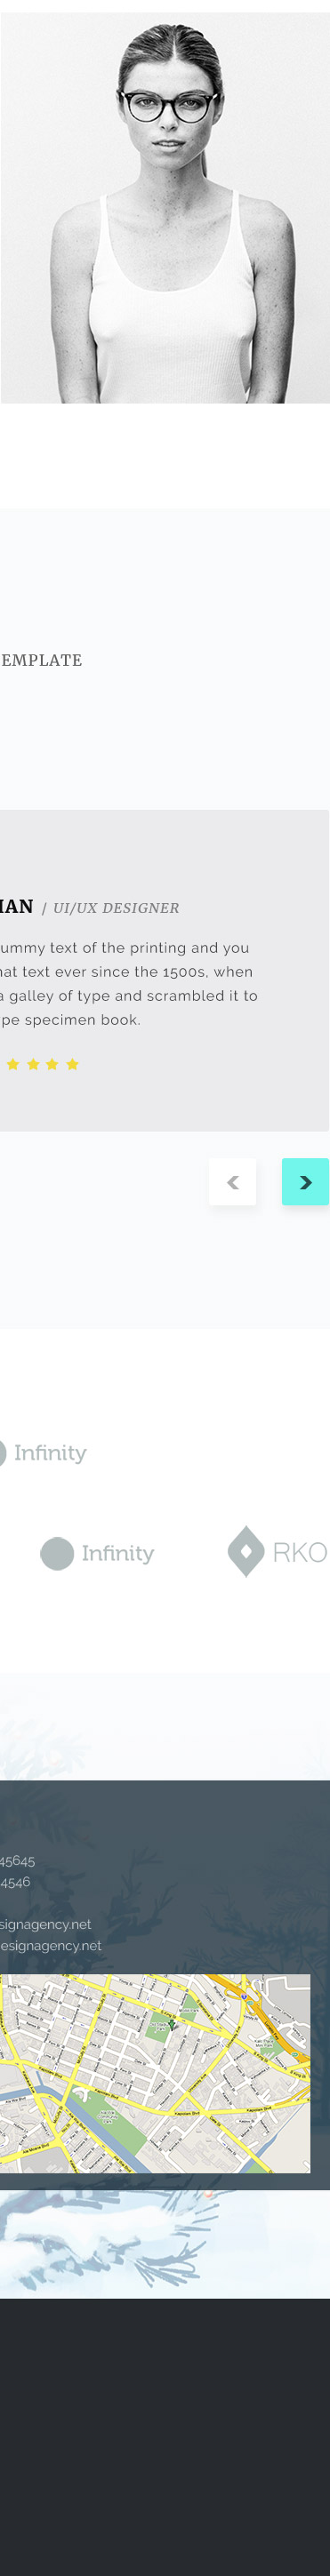 EMPLATE
IAN / UI/UX DESIGNER
ummy text of the printing and you
hat text ever since the 1500s, when
a galley of type and scrambled it to
pe specimen book.
Infinity
Infinity
RKO
45645
4546
signagency.net
esignagency.net